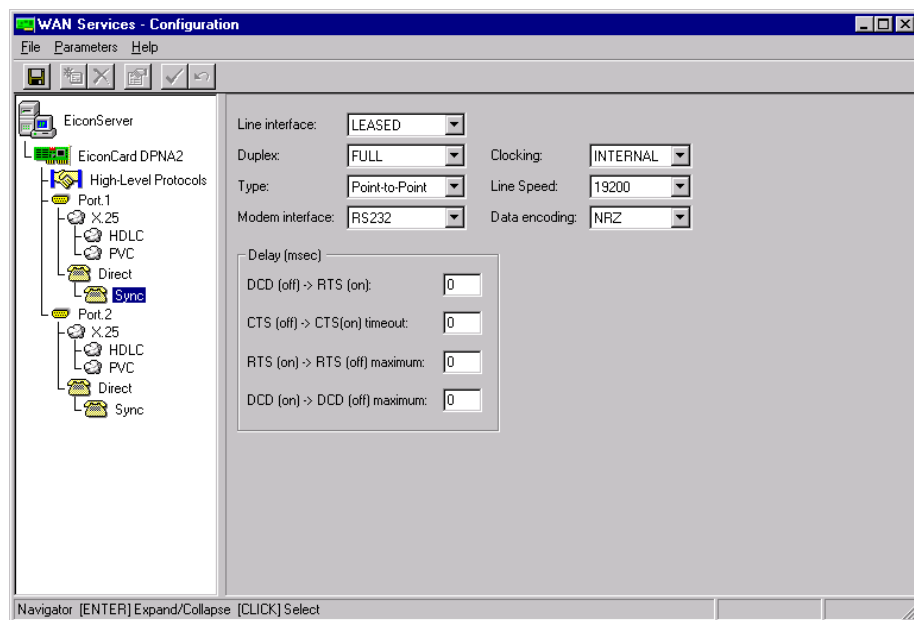 WAN Services - Configuration
File Parameters Help
EiconServer
EiconCard DPNA2
High-Level Protocols
Port.1
X.25
HDLC
PVC
Direct
Sync
Port.2
X.25
HDLC
PVC
Direct
Sync
Line interface: LEASED
Duplex: FULL Clocking: INTERNAL
Type: Point-to-Point Line Speed: 19200
Modem interface: RS232 Data encoding: NRZ
Delay (msec)
DCD (off) -> RTS (on): 0
CTS (off) -> CTS(on) timeout: 0
RTS (on) -> RTS (off) maximum: 0
DCD (on) -> DCD (off) maximum: 0
Navigator [ENTER] Expand/Collapse [CLICK] Select